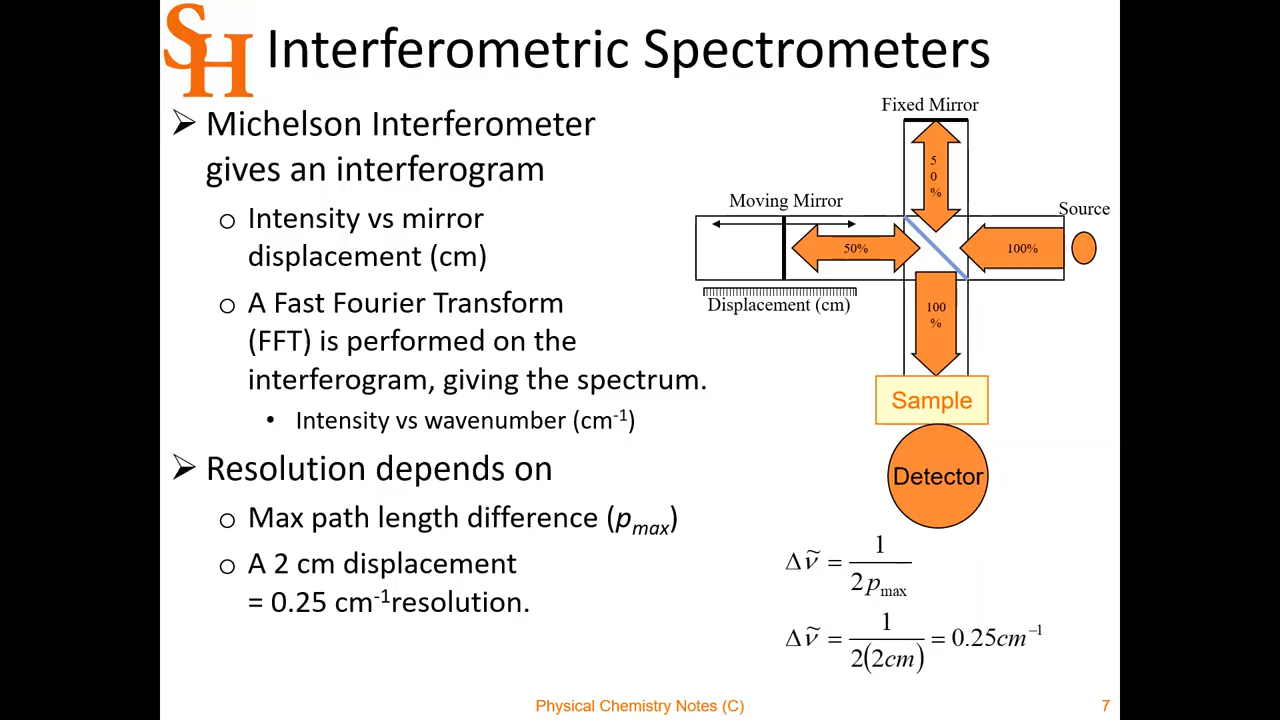 SH
Interferometric Spectrometers
➢ Michelson Interferometer
gives an interferogram
o Intensity vs mirror
displacement (cm)
o A Fast Fourier Transform
(FFT) is performed on the
interferogram, giving the spectrum.
• Intensity vs wavenumber (cm⁻¹)
➢ Resolution depends on
o Max path length difference (pₘₐₓ)
o A 2 cm displacement
= 0.25 cm⁻¹resolution.
Fixed Mirror
50%
Moving Mirror
Source
50%
100%
Displacement (cm)
100
%
Sample
Detector
Δν̃ = 1 / 2pₘₐₓ
Δν̃ = 1 / 2(2cm) = 0.25cm⁻¹
Physical Chemistry Notes (C)
7